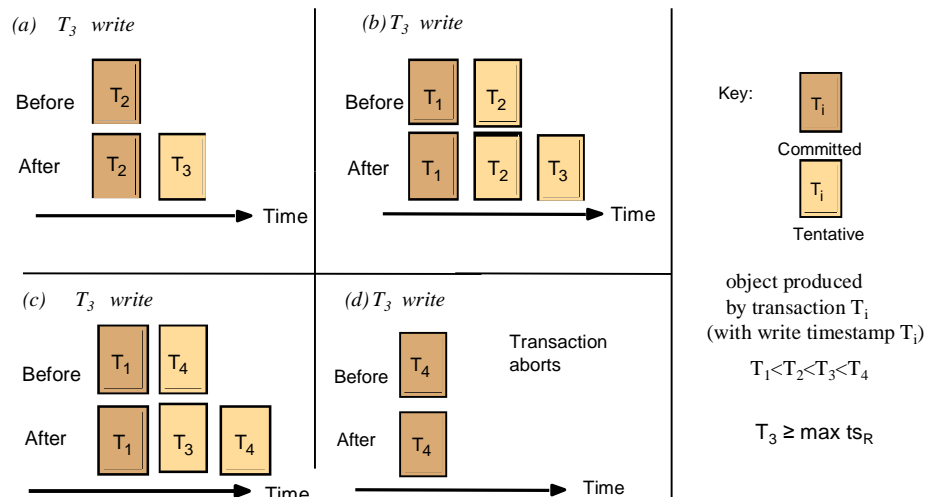 (a) T3 write
Before
T2
After
T2 T3
Time
(b) T3 write
Before
T1 T2
After
T1 T2 T3
Time
(c) T3 write
Before
T1 T4
After
T1 T3 T4
Time
(d) T3 write
Before
T4
Transaction
aborts
After
T4
Time
Key:
Ti
Committed
Ti
Tentative
object produced
by transaction Ti
(with write timestamp Ti)
T1<T2<T3<T4
T3 ≥ max tsR